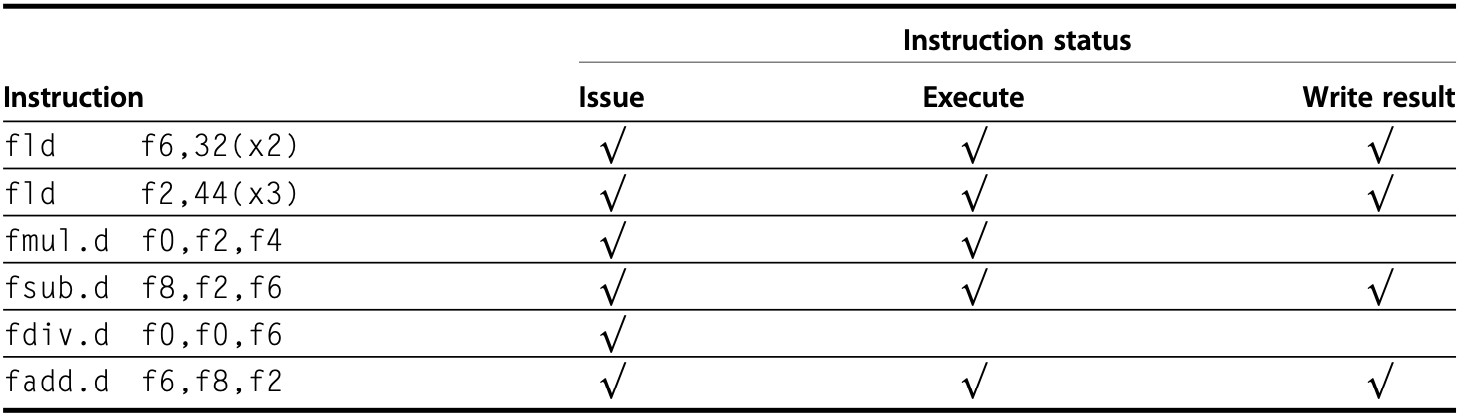 Instruction status
Instruction Issue Execute Write result
fld f6,32(x2) √ √ √
fld f2,44(x3) √ √ √
fmul.d f0,f2,f4 √ √
fsub.d f8,f2,f6 √ √ √
fdiv.d f0,f0,f6 √
fadd.d f6,f8,f2 √ √ √